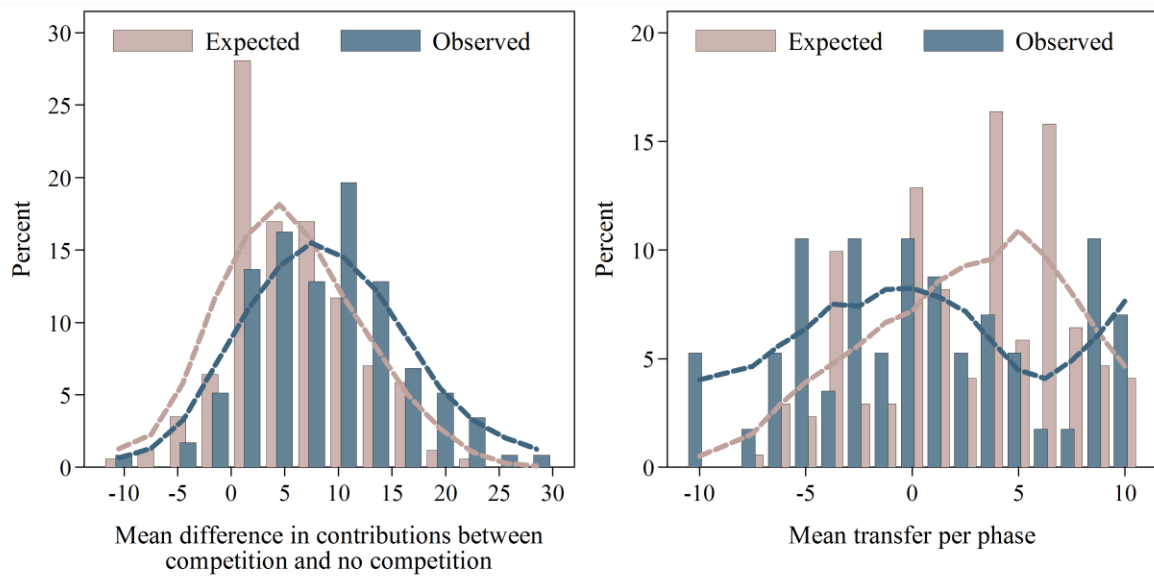 Expected
Observed
Percent
30
25
20
15
10
5
0
-10
-5
0
5
10
15
20
25
30
Mean difference in contributions between
competition and no competition
Expected
Observed
Percent
20
15
10
5
0
-10
-5
0
5
10
Mean transfer per phase